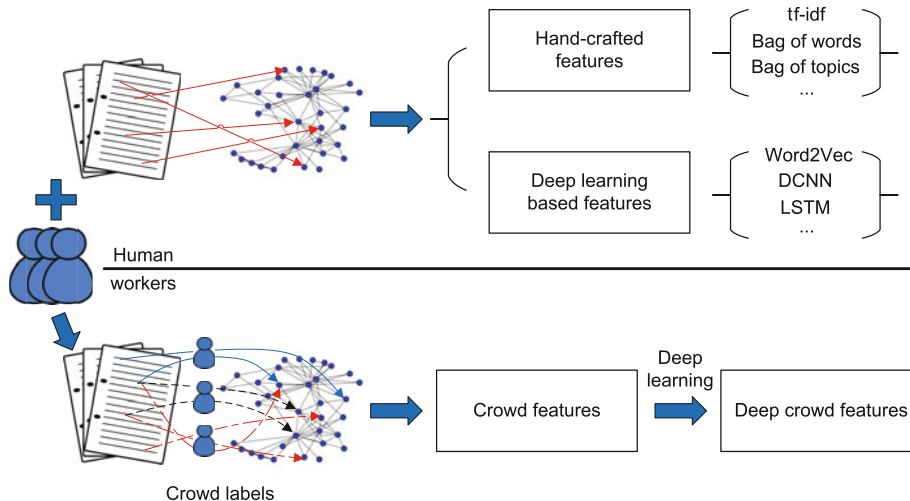 Hand-crafted
features
tf-idf
Bag of words
Bag of topics
...
Deep learning
based features
Word2Vec
DCNN
LSTM
...
Human
workers
Crowd features
Deep
learning
Deep crowd features
Crowd labels